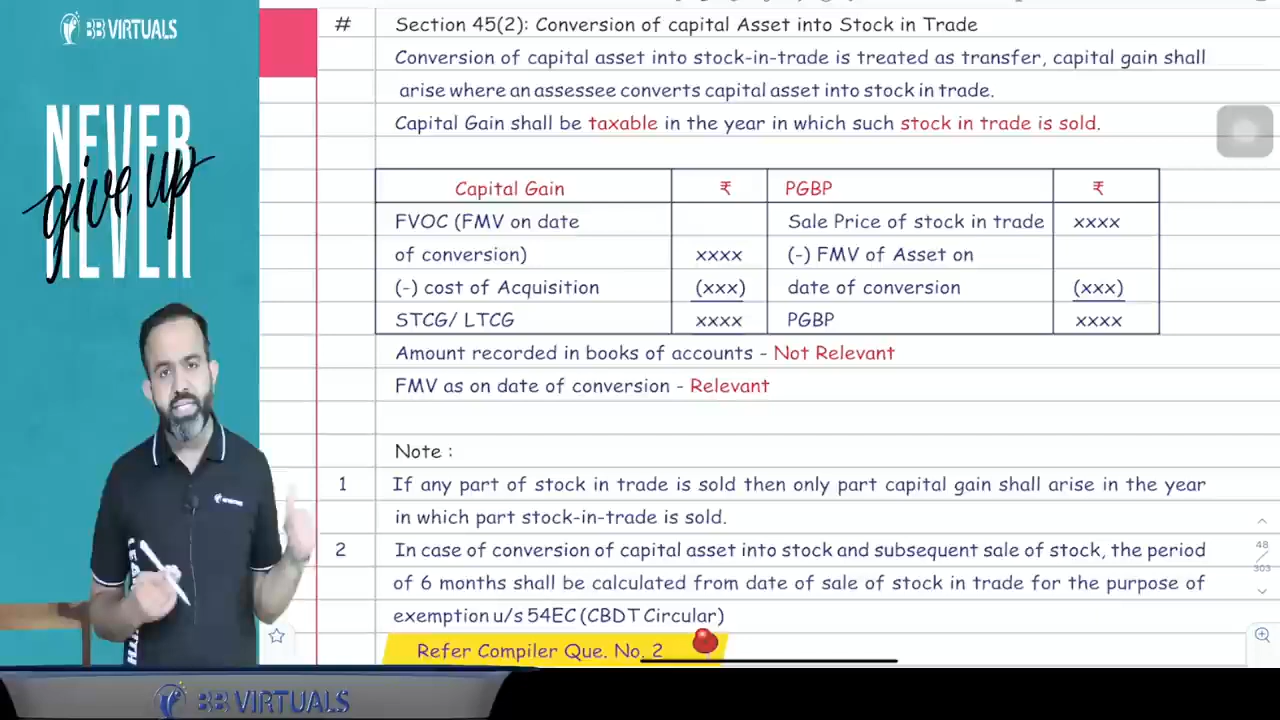 BB VIRTUALS
NEVER
give up
NEVER
# Section 45(2): Conversion of capital Asset into Stock in Trade
Conversion of capital asset into stock-in-trade is treated as transfer, capital gain shall
arise where an assessee converts capital asset into stock in trade.
Capital Gain shall be taxable in the year in which such stock in trade is sold.
Capital Gain ₹ PGBP ₹
FVOC (FMV on date Sale Price of stock in trade xxxx
of conversion) xxxx (-) FMV of Asset on
(-) cost of Acquisition (xxx) date of conversion (xxx)
STCG/ LTCG xxxx PGBP xxxx
Amount recorded in books of accounts - Not Relevant
FMV as on date of conversion - Relevant
Note :
1 If any part of stock in trade is sold then only part capital gain shall arise in the year
in which part stock-in-trade is sold.
2 In case of conversion of capital asset into stock and subsequent sale of stock, the period
of 6 months shall be calculated from date of sale of stock in trade for the purpose of
exemption u/s 54EC (CBDT Circular)
48
303
Refer Compiler Que. No. 2
BB VIRTUALS